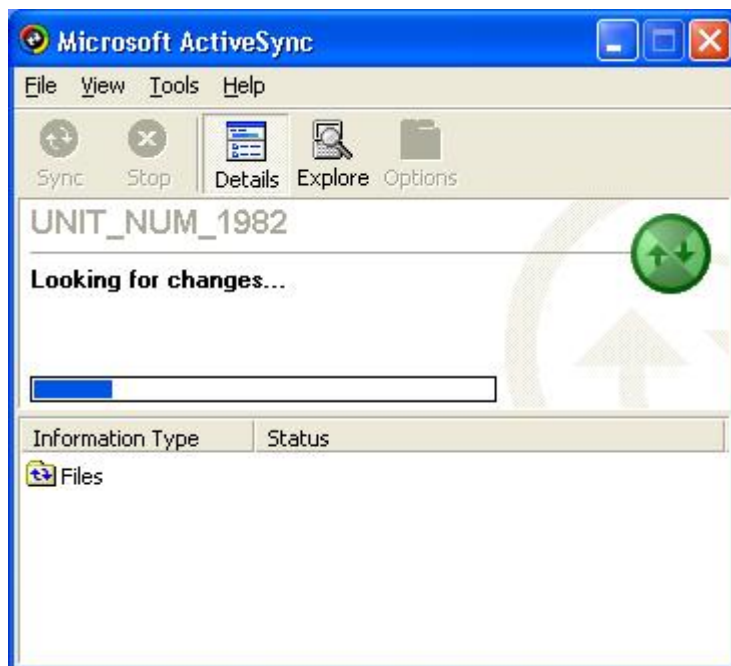 Microsoft ActiveSync
File View Tools Help
Sync Stop Details Explore Options
UNIT_NUM_1982
Looking for changes...
Information Type Status
Files